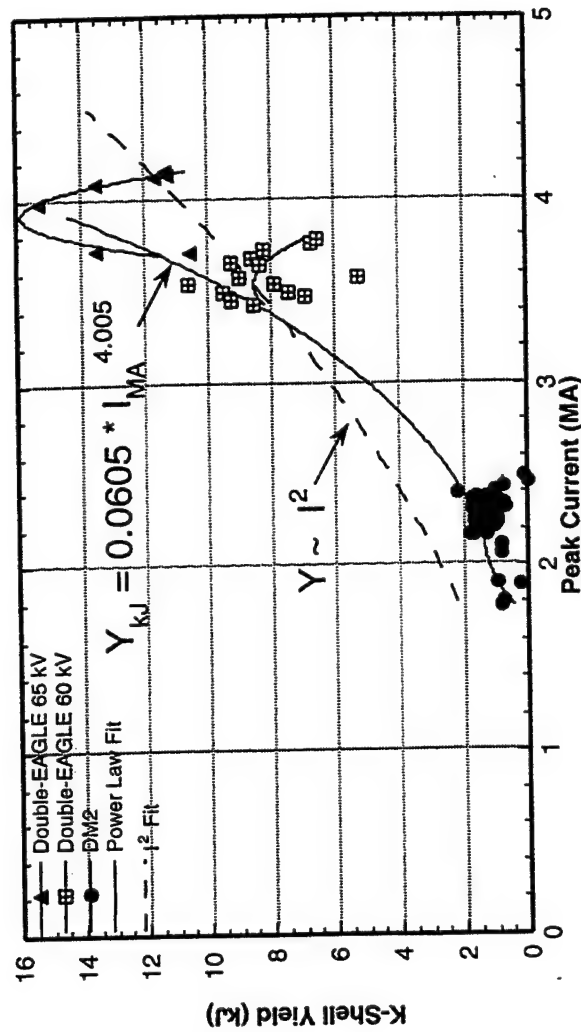 Double-EAGLE 65 kV
Double-EAGLE 60 kV
DM2
Power Law Fit
I² Fit
Y_kJ = 0.0605 * I_MA^4.005
Y ~ I²
16
14
12
10
8
6
4
2
0
K-Shell Yield (kJ)
0 1 2 3 4 5
Peak Current (MA)